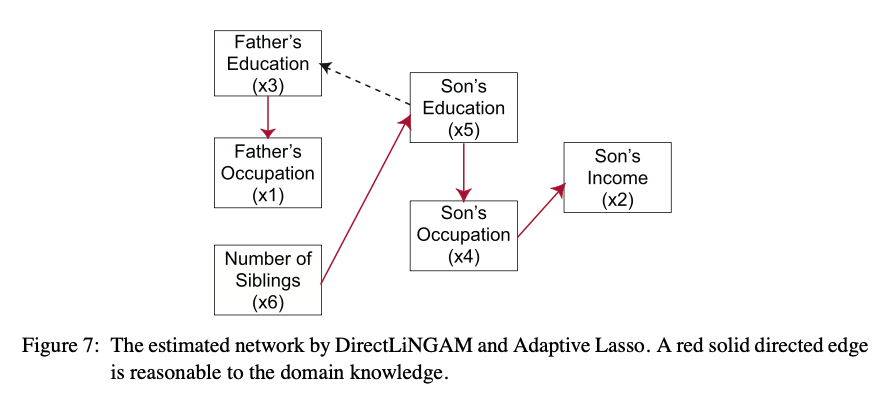 Father's
Education
(x3)
Son's
Education
(x5)
Father's
Occupation
(x1)
Son's
Income
(x2)
Son's
Occupation
(x4)
Number of
Siblings
(x6)
Figure 7: The estimated network by DirectLiNGAM and Adaptive Lasso. A red solid directed edge
is reasonable to the domain knowledge.